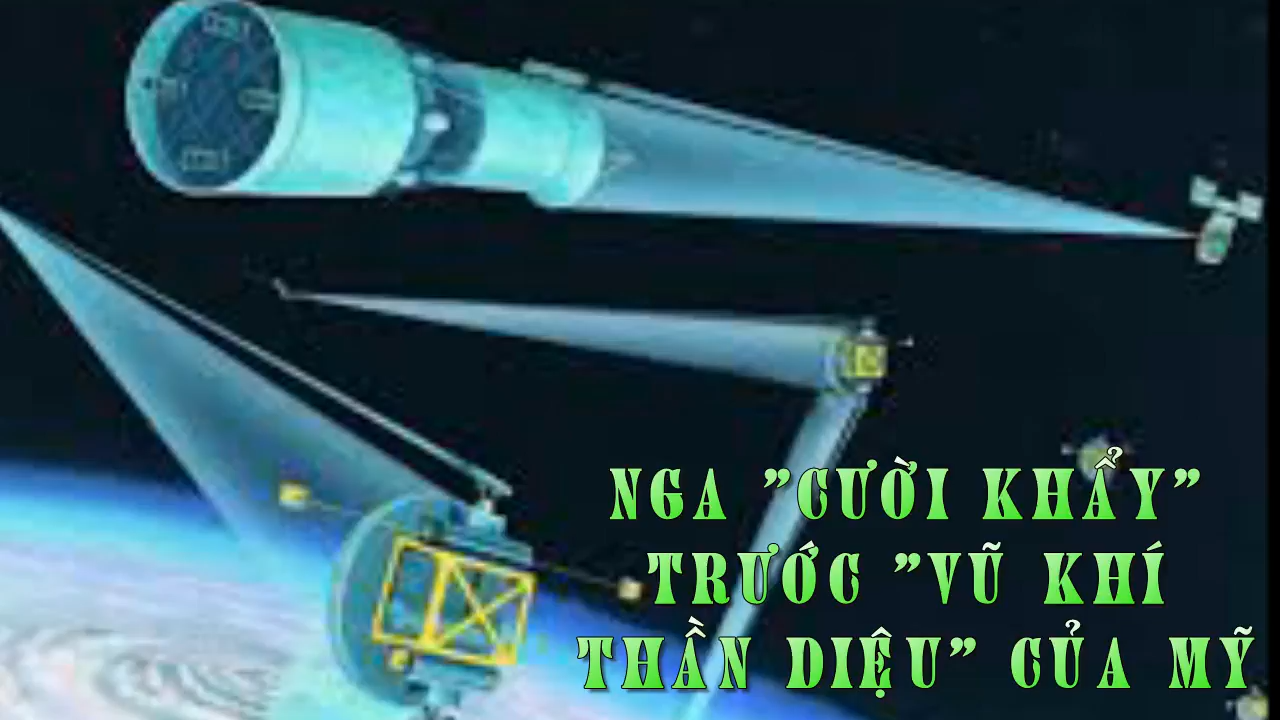 NGA "CƯỜI KHẨY"
TRƯỚC "VŨ KHÍ
THẦN DIỆU" CỦA MỸ